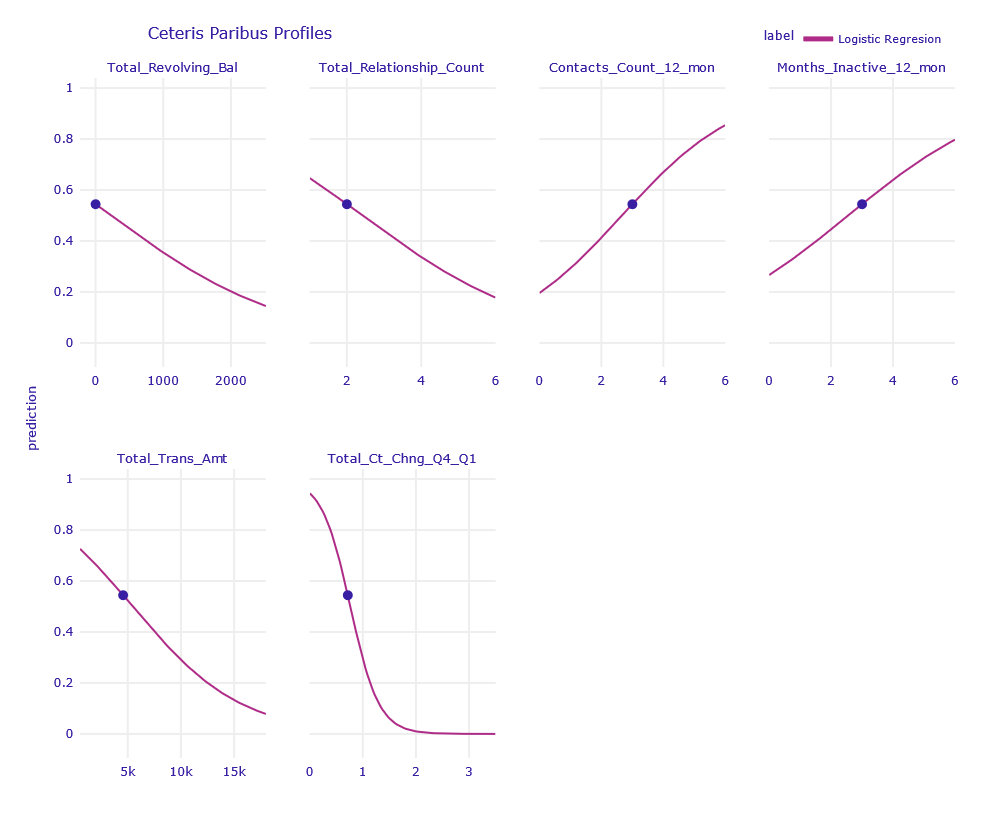 Ceteris Paribus Profiles
label Logistic Regresion
Total_Revolving_Bal Total_Relationship_Count Contacts_Count_12_mon Months_Inactive_12_mon
1
0.8
0.6
0.4
0.2
0
0 1000 2000 2 4 6 0 2 4 6 0 2 4 6
prediction
Total_Trans_Amt Total_Ct_Chng_Q4_Q1
1
0.8
0.6
0.4
0.2
0
5k 10k 15k 0 1 2 3